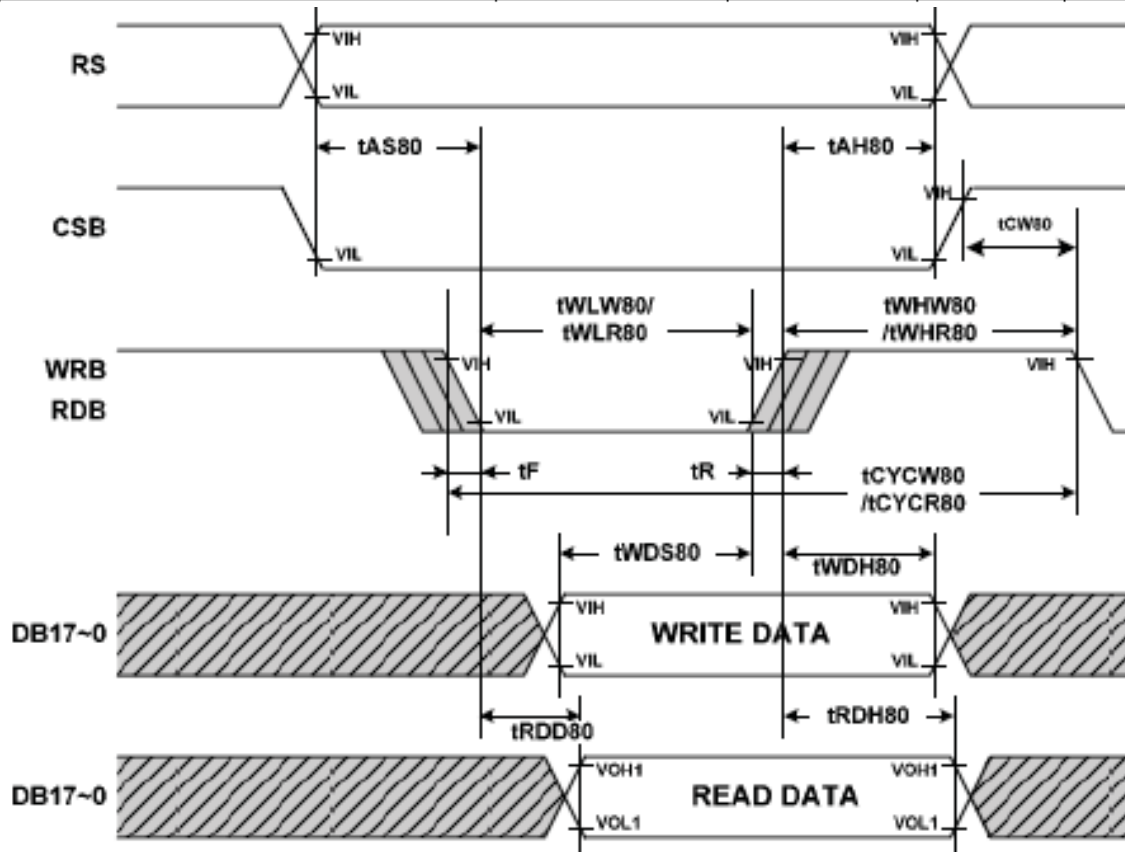 RS
VIH
VIH
VIL
VIL
tAS80
tAH80
CSB
VIH
tCW80
VIL
VIL
tWLW80/
tWLR80
tWHW80
/tWHR80
WRB
RDB
VIH
VIH
VIH
VIL
VIL
tF
tR
tCYCW80
/tCYCR80
tWDS80
tWDH80
DB17~0
VIH
VIH
WRITE DATA
VIL
VIL
tRDD80
tRDH80
DB17~0
VOH1
VOH1
READ DATA
VOL1
VOL1